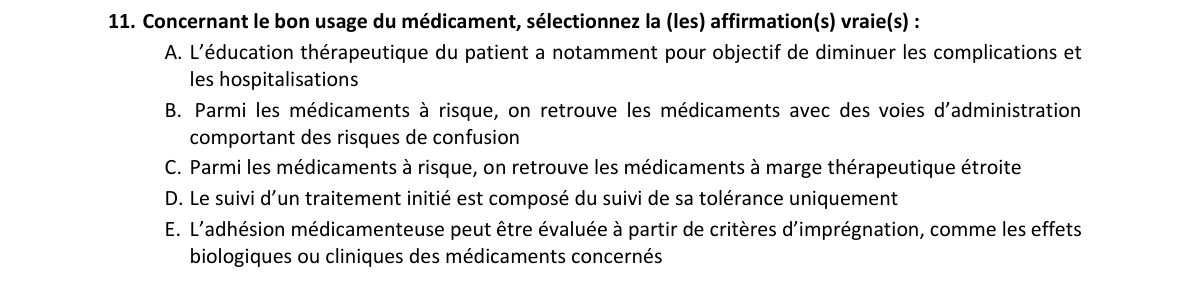 11. Concernant le bon usage du médicament, sélectionnez la (les) affirmation(s) vraie(s) :
A. L’éducation thérapeutique du patient a notamment pour objectif de diminuer les complications et
les hospitalisations
B. Parmi les médicaments à risque, on retrouve les médicaments avec des voies d’administration
comportant des risques de confusion
C. Parmi les médicaments à risque, on retrouve les médicaments à marge thérapeutique étroite
D. Le suivi d’un traitement initié est composé du suivi de sa tolérance uniquement
E. L’adhésion médicamenteuse peut être évaluée à partir de critères d’imprégnation, comme les effets
biologiques ou cliniques des médicaments concernés